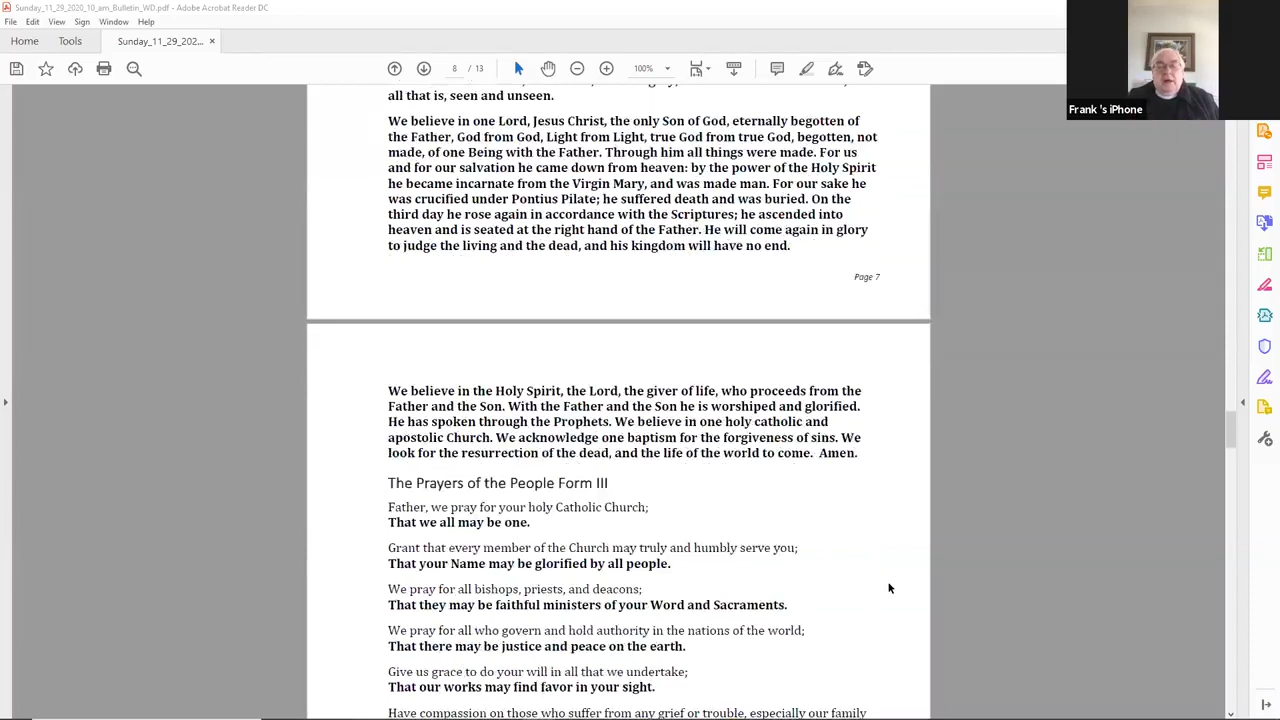 Sunday_11_29_2020_10_am_Bulletin_WD.pdf - Adobe Acrobat Reader DC
File Edit View Sign Window Help
Home Tools Sunday_11_29_202... ×
8 / 13 100%
Frank 's iPhone
all that is, seen and unseen.
We believe in one Lord, Jesus Christ, the only Son of God, eternally begotten of
the Father, God from God, Light from Light, true God from true God, begotten, not
made, of one Being with the Father. Through him all things were made. For us
and for our salvation he came down from heaven: by the power of the Holy Spirit
he became incarnate from the Virgin Mary, and was made man. For our sake he
was crucified under Pontius Pilate; he suffered death and was buried. On the
third day he rose again in accordance with the Scriptures; he ascended into
heaven and is seated at the right hand of the Father. He will come again in glory
to judge the living and the dead, and his kingdom will have no end.
Page 7
We believe in the Holy Spirit, the Lord, the giver of life, who proceeds from the
Father and the Son. With the Father and the Son he is worshiped and glorified.
He has spoken through the Prophets. We believe in one holy catholic and
apostolic Church. We acknowledge one baptism for the forgiveness of sins. We
look for the resurrection of the dead, and the life of the world to come. Amen.
The Prayers of the People Form III
Father, we pray for your holy Catholic Church;
That we all may be one.
Grant that every member of the Church may truly and humbly serve you;
That your Name may be glorified by all people.
We pray for all bishops, priests, and deacons;
That they may be faithful ministers of your Word and Sacraments.
We pray for all who govern and hold authority in the nations of the world;
That there may be justice and peace on the earth.
Give us grace to do your will in all that we undertake;
That our works may find favor in your sight.
Have compassion on those who suffer from any grief or trouble, especially our family